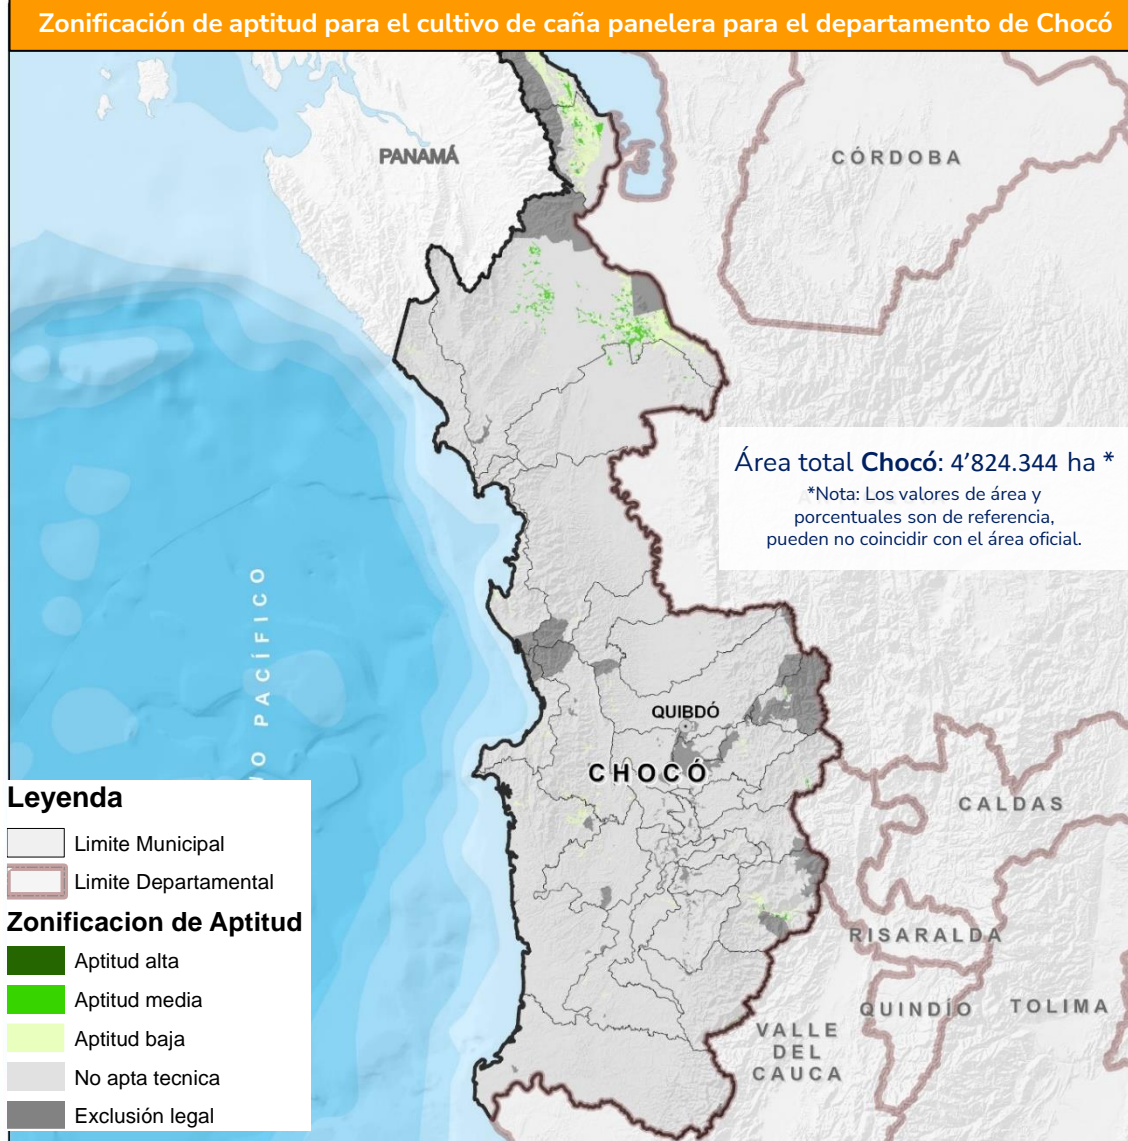 Zonificación de aptitud para el cultivo de caña panelera para el departamento de Chocó
PANAMÁ
CÓRDOBA
Área total Chocó: 4’824.344 ha *
*Nota: Los valores de área y
porcentuales son de referencia,
pueden no coincidir con el área oficial.
PACÍFICO
QUIBDÓ
CHOCÓ
CALDAS
RISARALDA
QUINDÍO
TOLIMA
VALLE
DEL
CAUCA
Leyenda
Limite Municipal
Limite Departamental
Zonificacion de Aptitud
Aptitud alta
Aptitud media
Aptitud baja
No apta tecnica
Exclusión legal